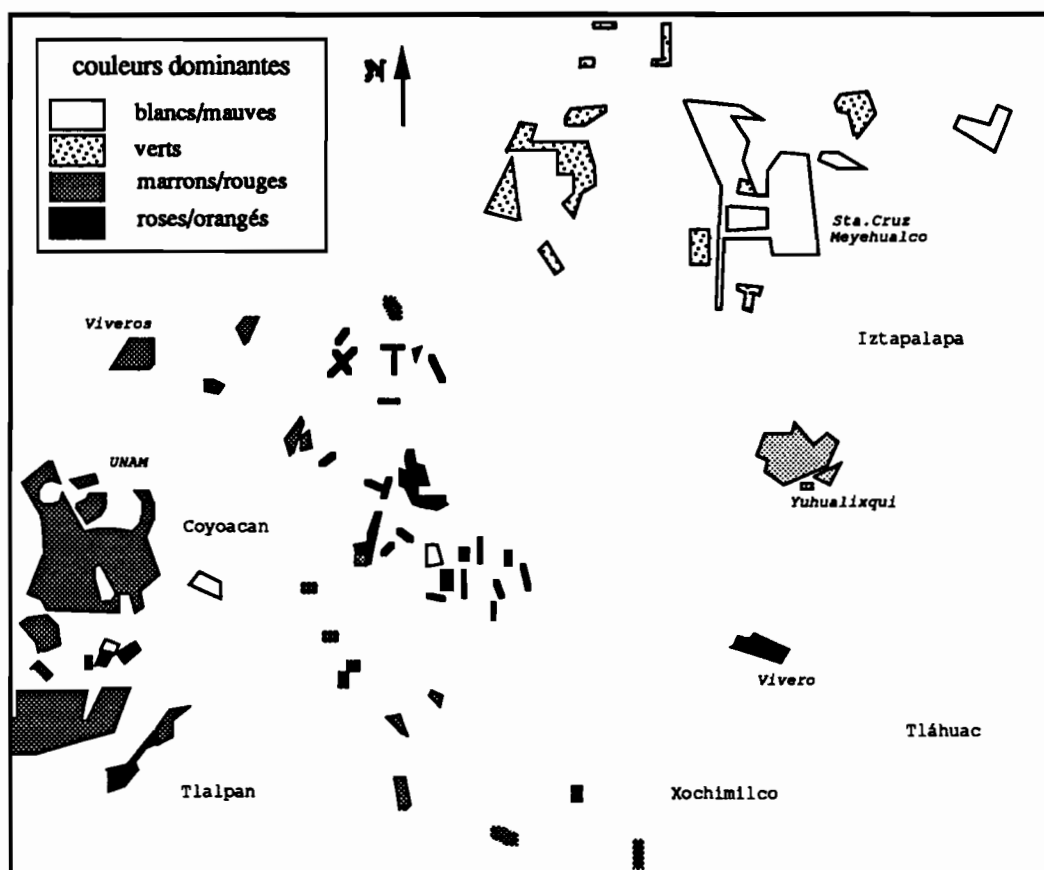 couleurs dominantes
blancs/mauves
verts
marrons/rouges
roses/orangés
N
Sta.Cruz
Meyehualco
Viveros
Iztapalapa
UNAM
Yuhualixqui
Coyoacan
Vivero
Tláhuac
Tlalpan
Xochimilco